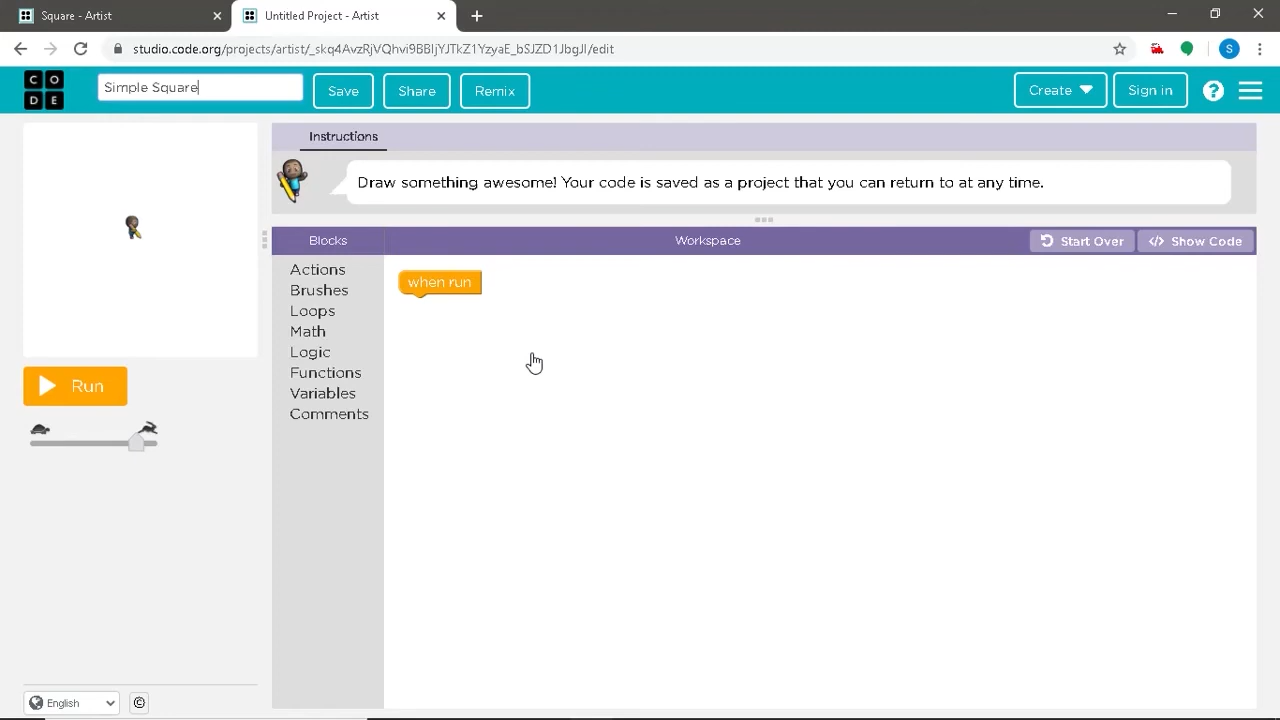 Square - Artist
Untitled Project - Artist
studio.code.org/projects/artist/_skq4AvzRjVQhvi9BBIjYJTkZ1YzyaE_bSJZD1JbgJI/edit
S
C O
D E
Simple Square
Save
Share
Remix
Create
Sign in
?
Instructions
Draw something awesome! Your code is saved as a project that you can return to at any time.
Blocks
Workspace
Start Over
</> Show Code
Actions
Brushes
Loops
Math
Logic
Functions
Variables
Comments
when run
Run
English
©